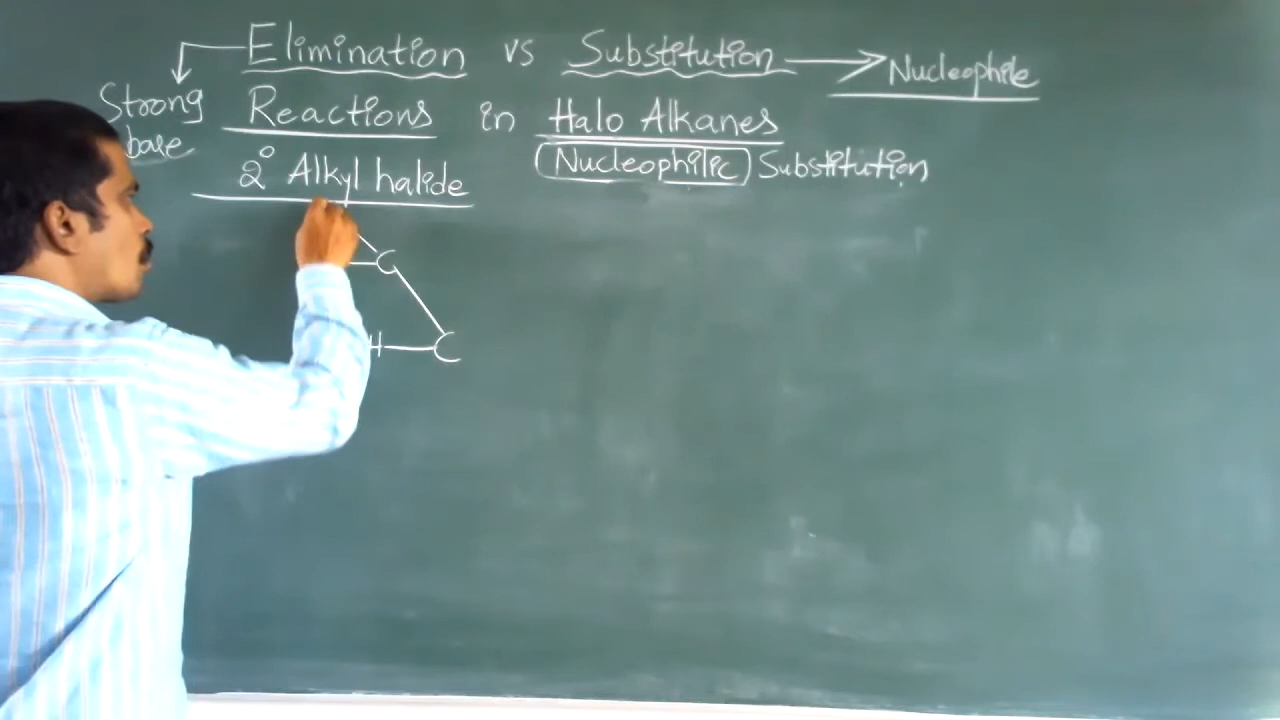 Elimination vs Substitution → Nucleophile
Strong base
Reactions in Halo Alkanes
2° Alkyl halide
Nucleophilic Substitution
C
H — C